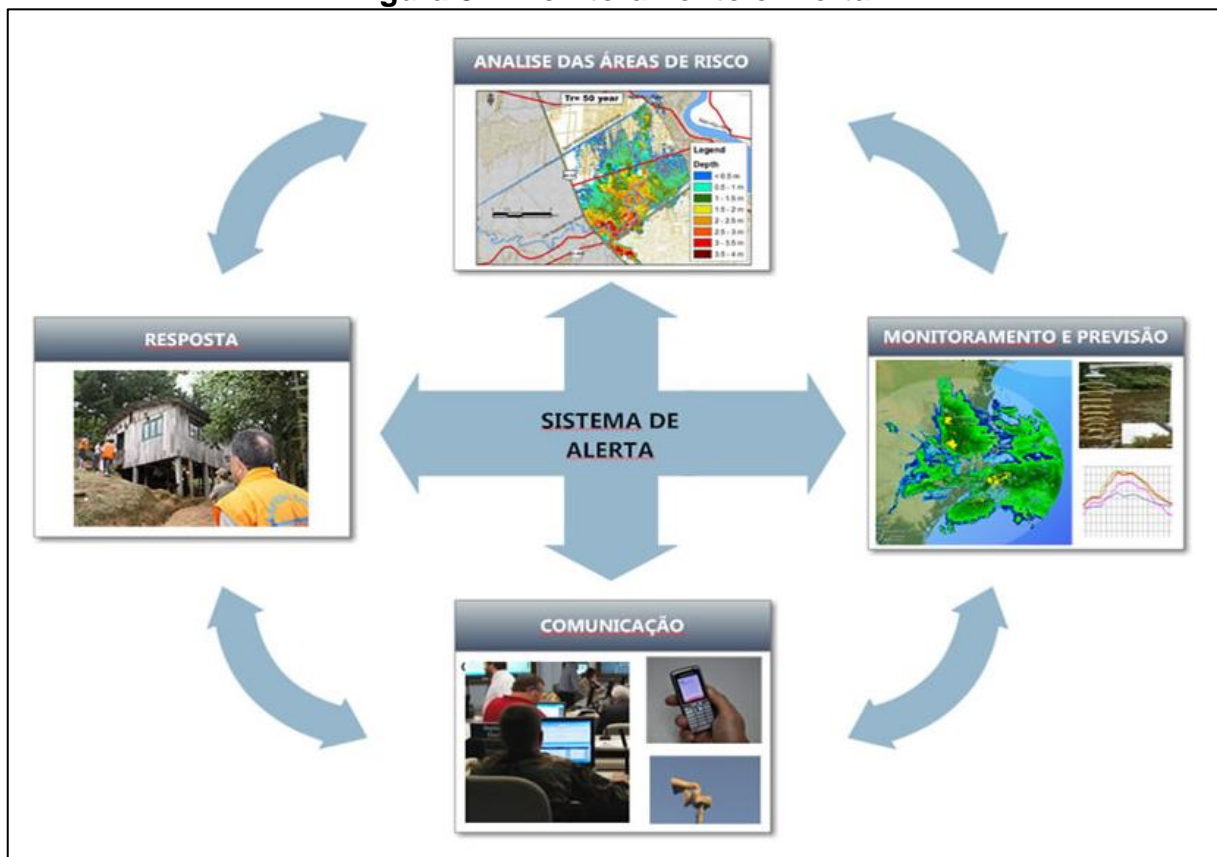 ANALISE DAS ÁREAS DE RISCO
Tr= 50 year
Legend
Depth
< 0.5 m
0.5 - 1 m
1 - 1.5 m
1.5 - 2 m
2 - 2.5 m
2.5 - 3 m
3 - 3.5 m
3.5 - 4 m
RESPOSTA
MONITORAMENTO E PREVISÃO
SISTEMA DE
ALERTA
COMUNICAÇÃO